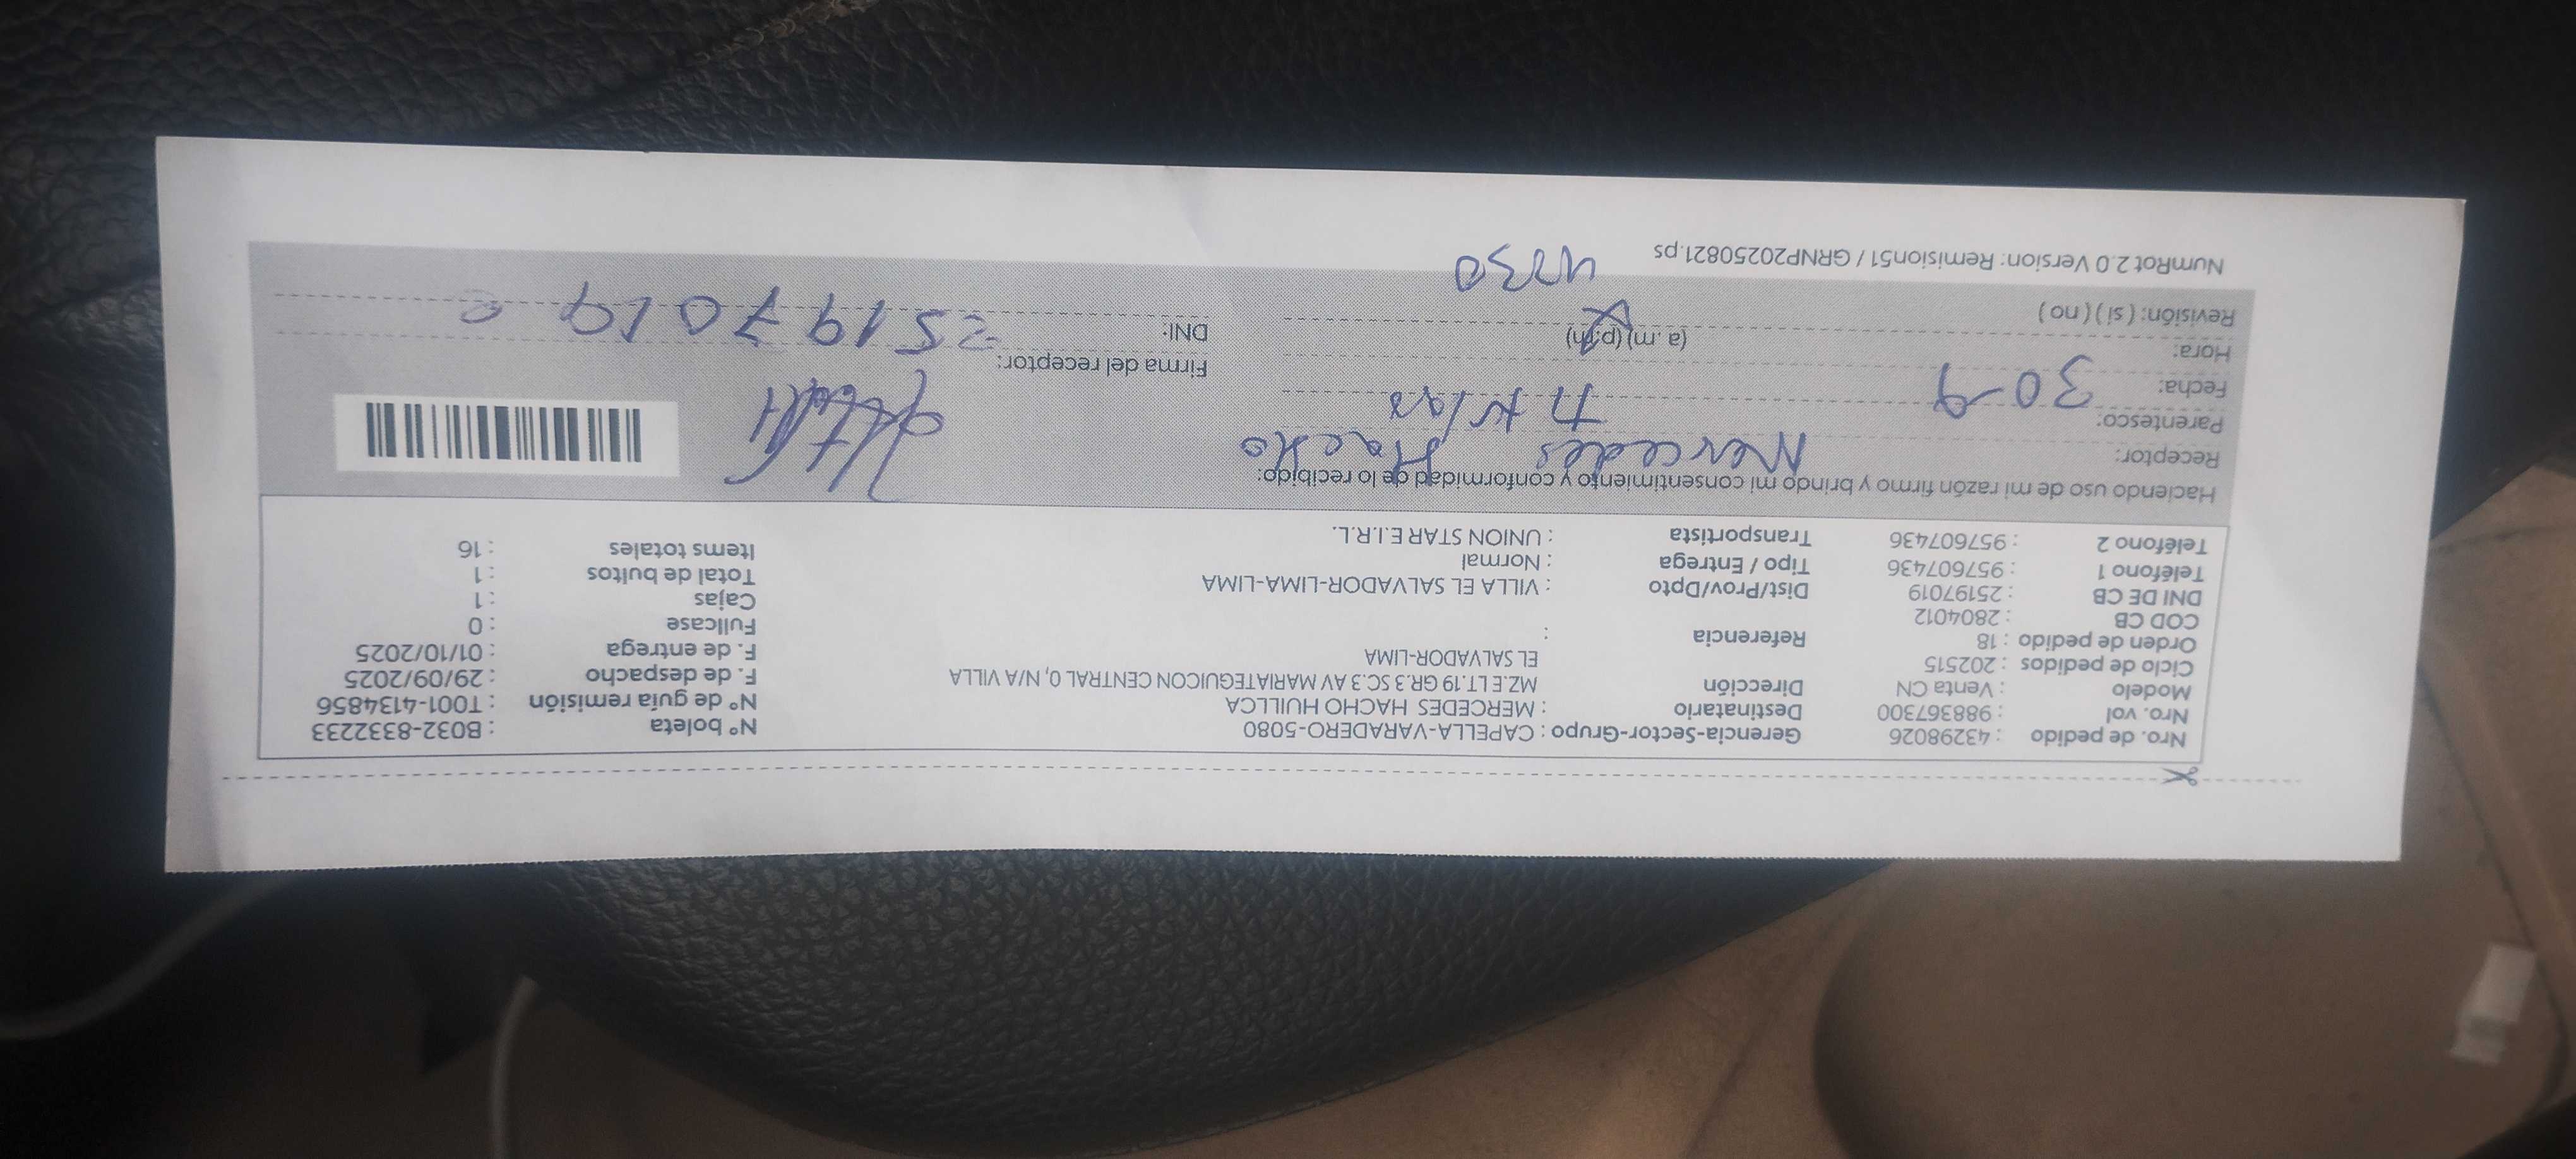 Nro. de pedido : 43298026 Gerencia-Sector-Grupo : CAPELLA-VARADERO-5080 N° boleta : B032-8332233
Nro. vol : 988367300 Destinatario : MERCEDES HACHO HUILLCA N° de guía remisión : T001-4134856
Modelo : Venta CN Dirección MZ.E LT.19 GR.3 SC.3 AV MARIATEGUICON CENTRAL 0, N/A VILLA F. de despacho : 29/09/2025
Ciclo de pedidos : 202515 EL SALVADOR-LIMA F. de entrega : 01/10/2025
Orden de pedido : 18 Referencia : Fullcase : 0
COD CB : 2804012 Cajas : 1
DNI DE CB : 25197019 Dist/Prov/Dpto : VILLA EL SALVADOR-LIMA-LIMA Total de bultos : 1
Teléfono 1 : 957607436 Tipo / Entrega : Normal Items totales : 16
Teléfono 2 : 957607436 Transportista : UNION STAR E.I.R.L.
Haciendo uso de mi razón firmo y brindo mi consentimiento y conformidad de lo recibido:
Receptor: Mercedes Hacho
Parentesco:
Fecha: 30-9
Hora: (a.m) (p.m) Firma del receptor:
Revisión: ( sí ) ( no ) DNI: 25197019
NumRot 2.0 Version: Remision51 / GRNP20250821.ps